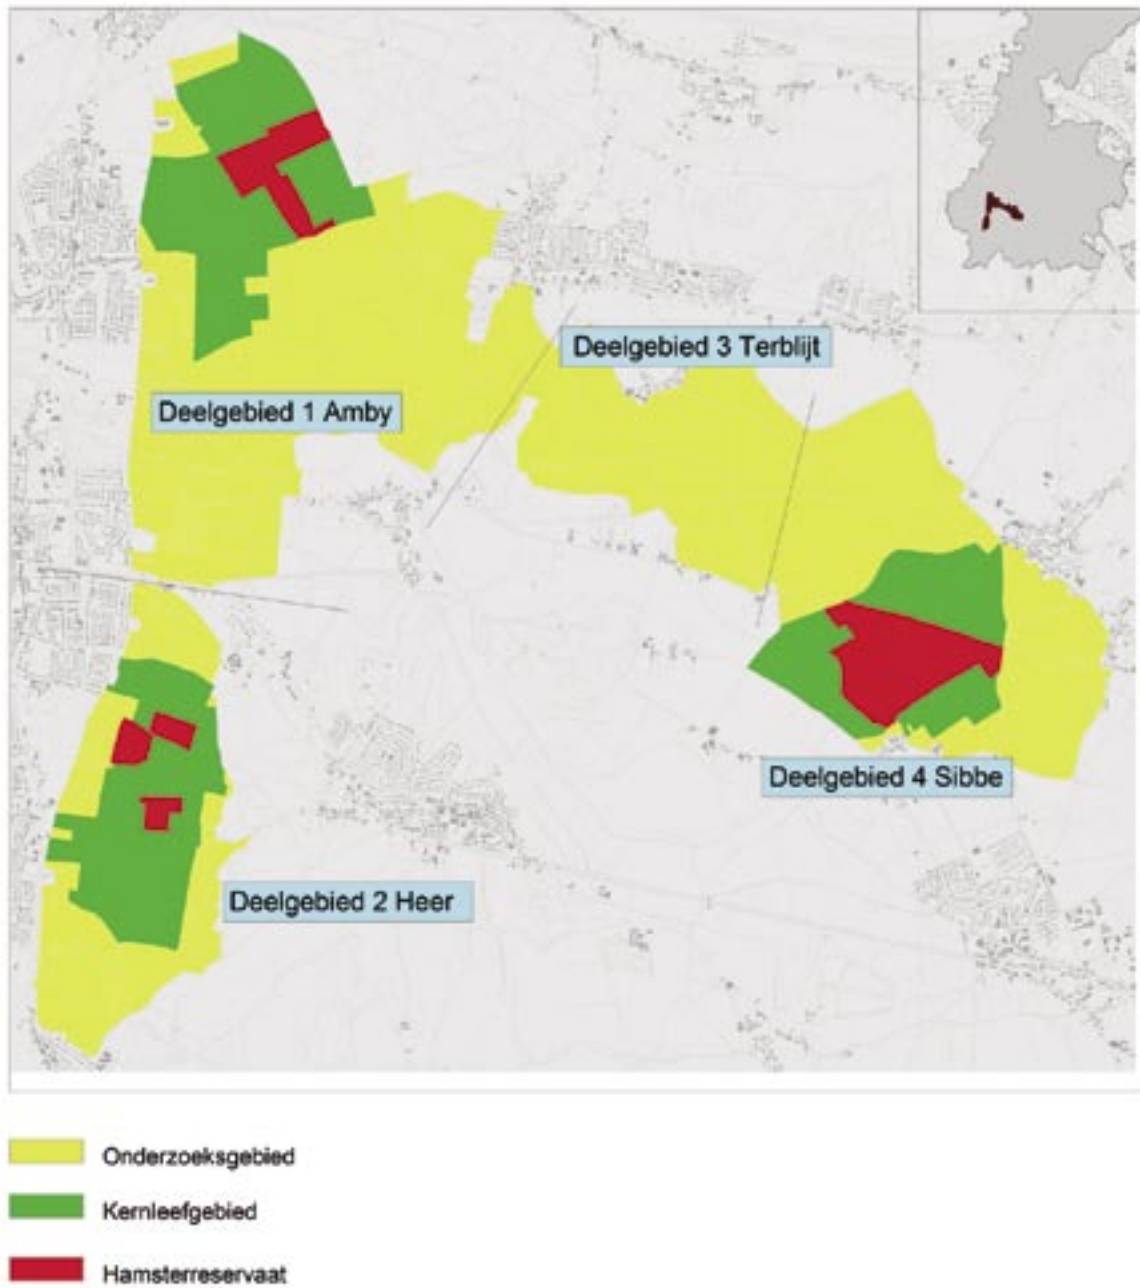 Deelgebied 3 Terblijt
Deelgebied 1 Amby
Deelgebied 4 Sibbe
Deelgebied 2 Heer
Onderzoeksgebied
Kernleefgebied
Hamsterreservaat